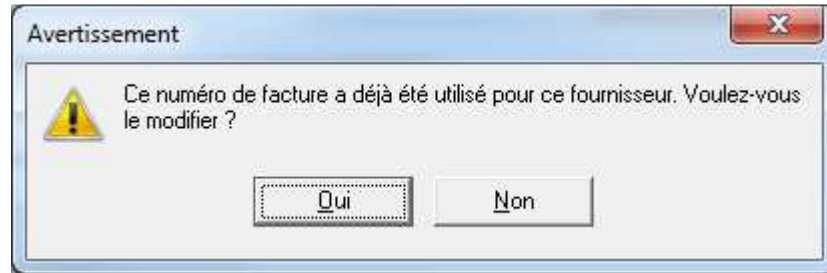 Avertissement
Ce numéro de facture a déjà été utilisé pour ce fournisseur. Voulez-vous
le modifier ?
Oui
Non